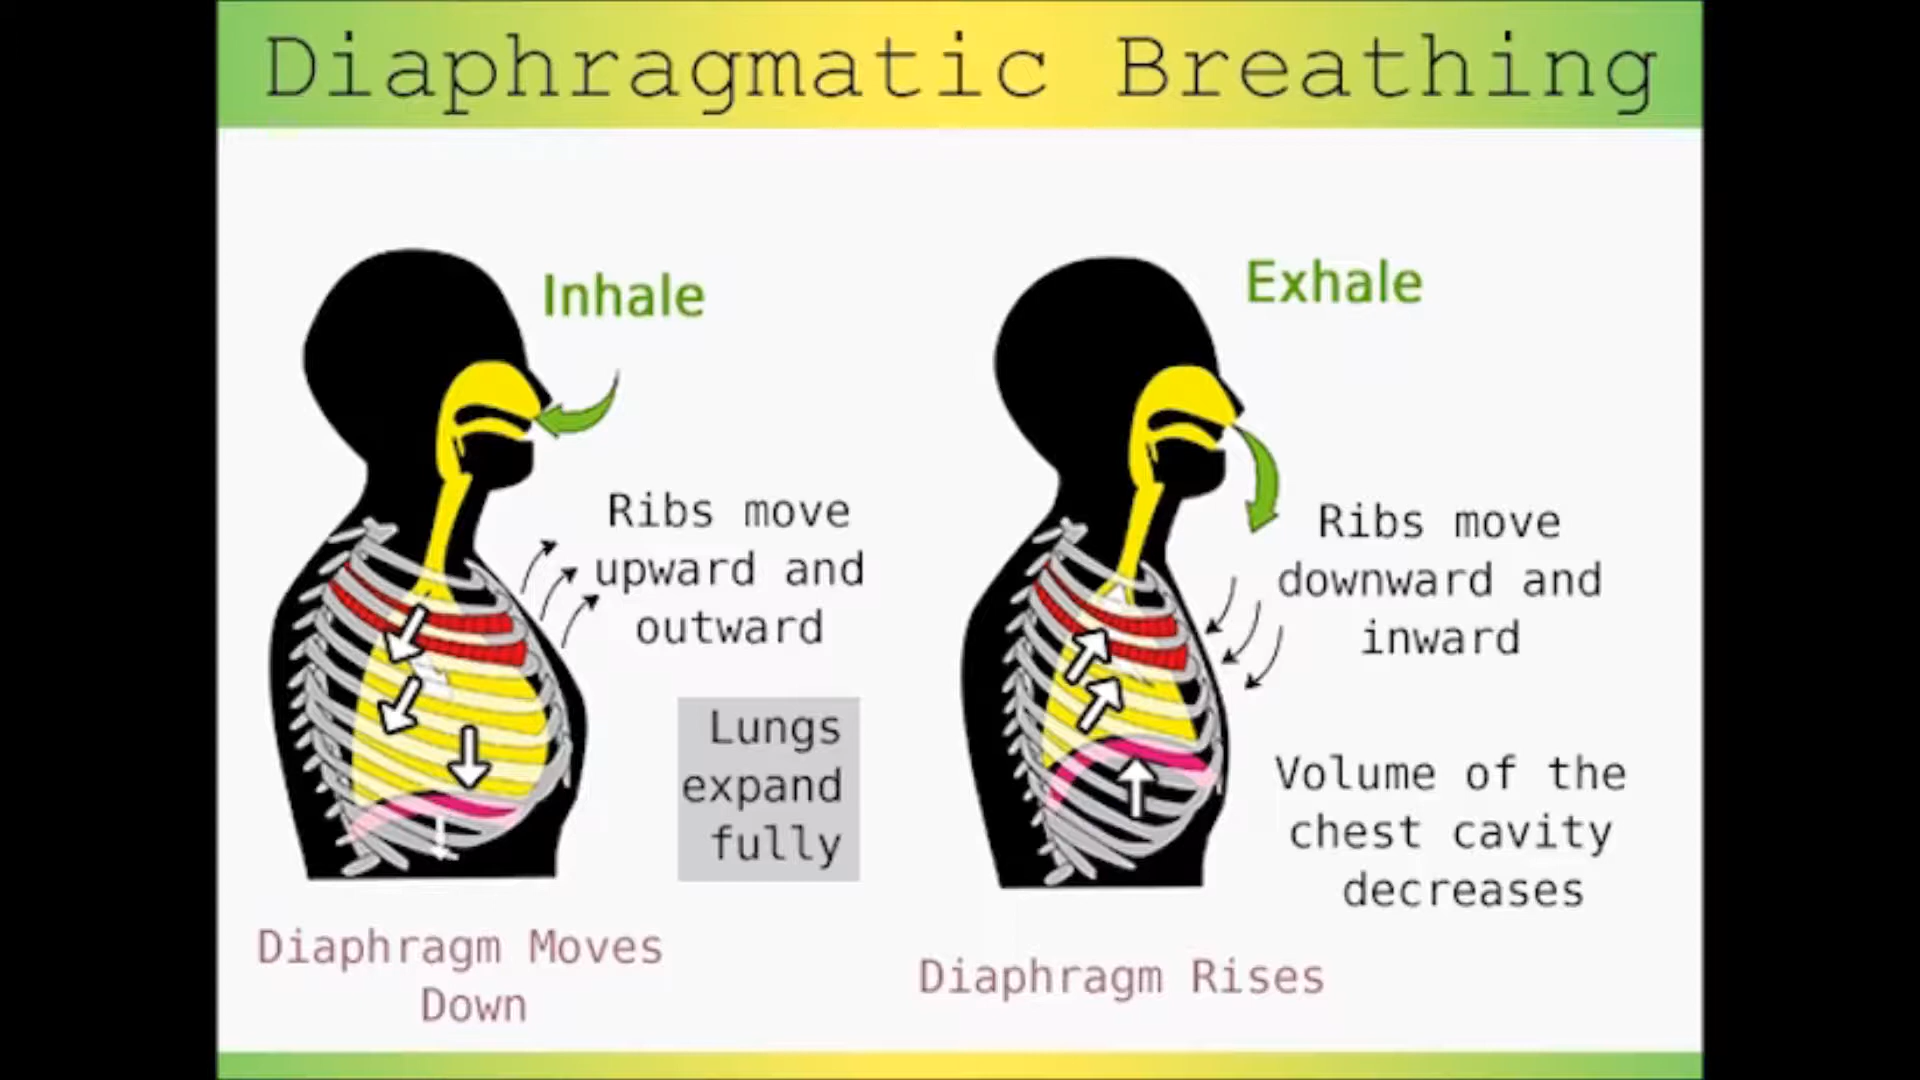 Diaphragmatic Breathing
Inhale
Ribs move
upward and
outward
Lungs
expand
fully
Diaphragm Moves
Down
Exhale
Ribs move
downward and
inward
Volume of the
chest cavity
decreases
Diaphragm Rises